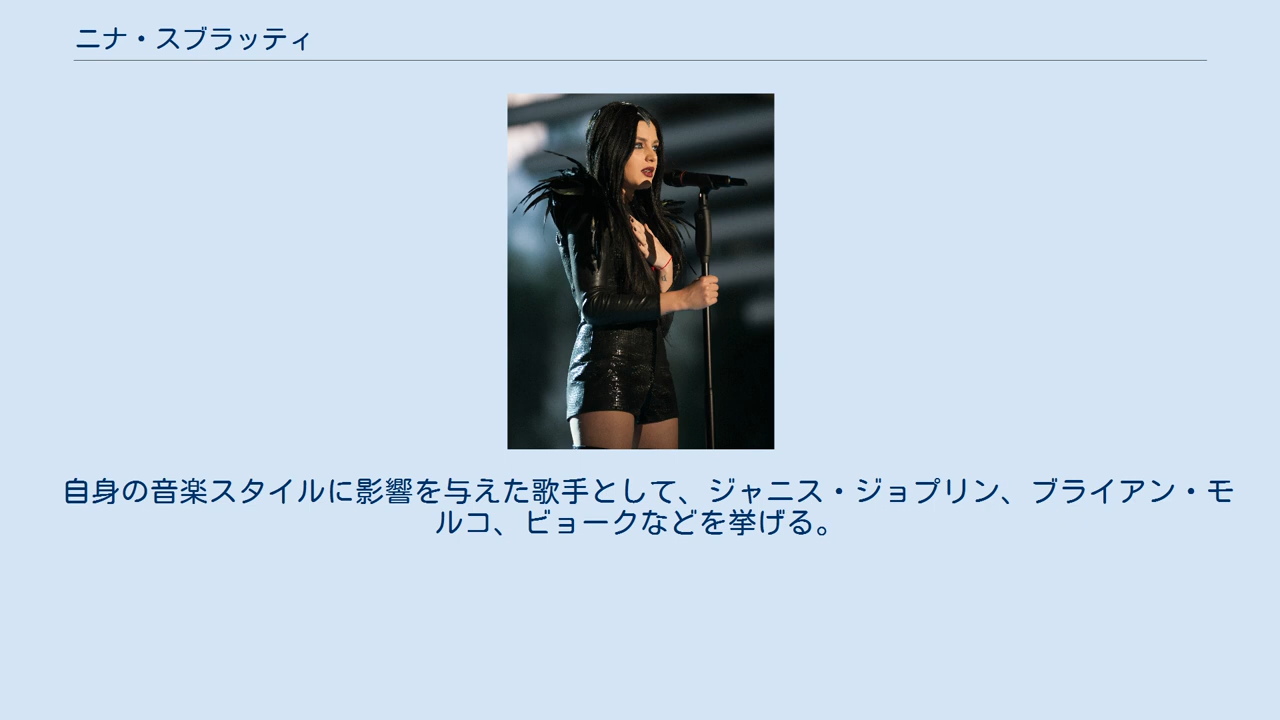 ニナ・スブラッティ
自身の音楽スタイルに影響を与えた歌手として、ジャニス・ジョプリン、ブライアン・モ
ルコ、ビョークなどを挙げる。